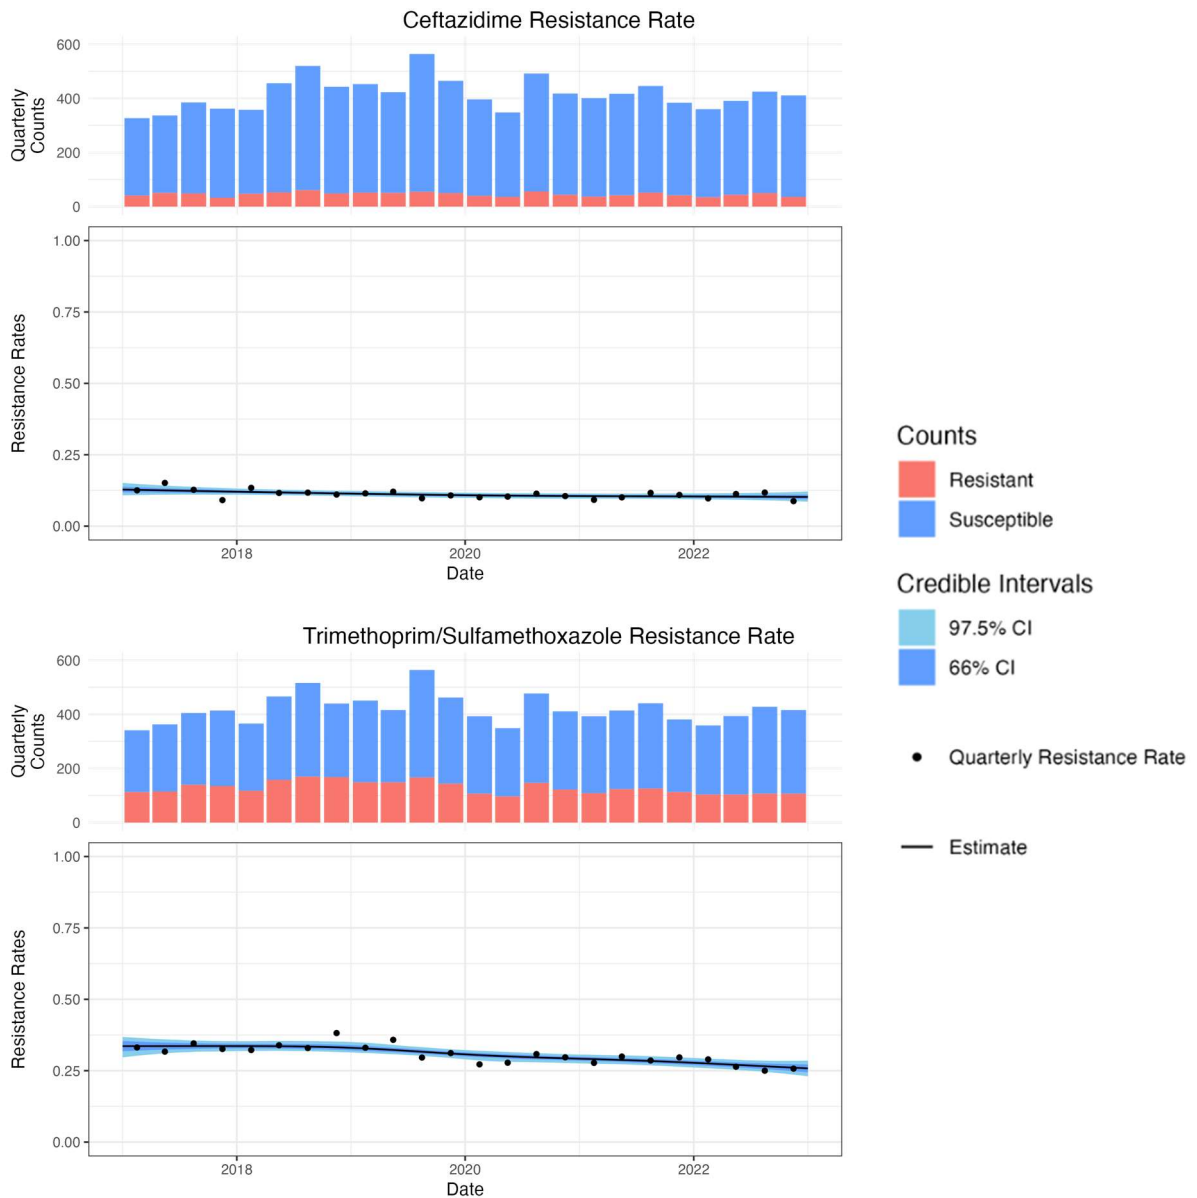 Ceftazidime Resistance Rate
Quarterly
Counts
600
400
200
0
Resistance Rates
1.00
0.75
0.50
0.25
0.00
2018 2020 2022
Date
Trimethoprim/Sulfamethoxazole Resistance Rate
Quarterly
Counts
600
400
200
0
Resistance Rates
1.00
0.75
0.50
0.25
0.00
2018 2020 2022
Date
Counts
Resistant
Susceptible
Credible Intervals
97.5% CI
66% CI
Quarterly Resistance Rate
Estimate